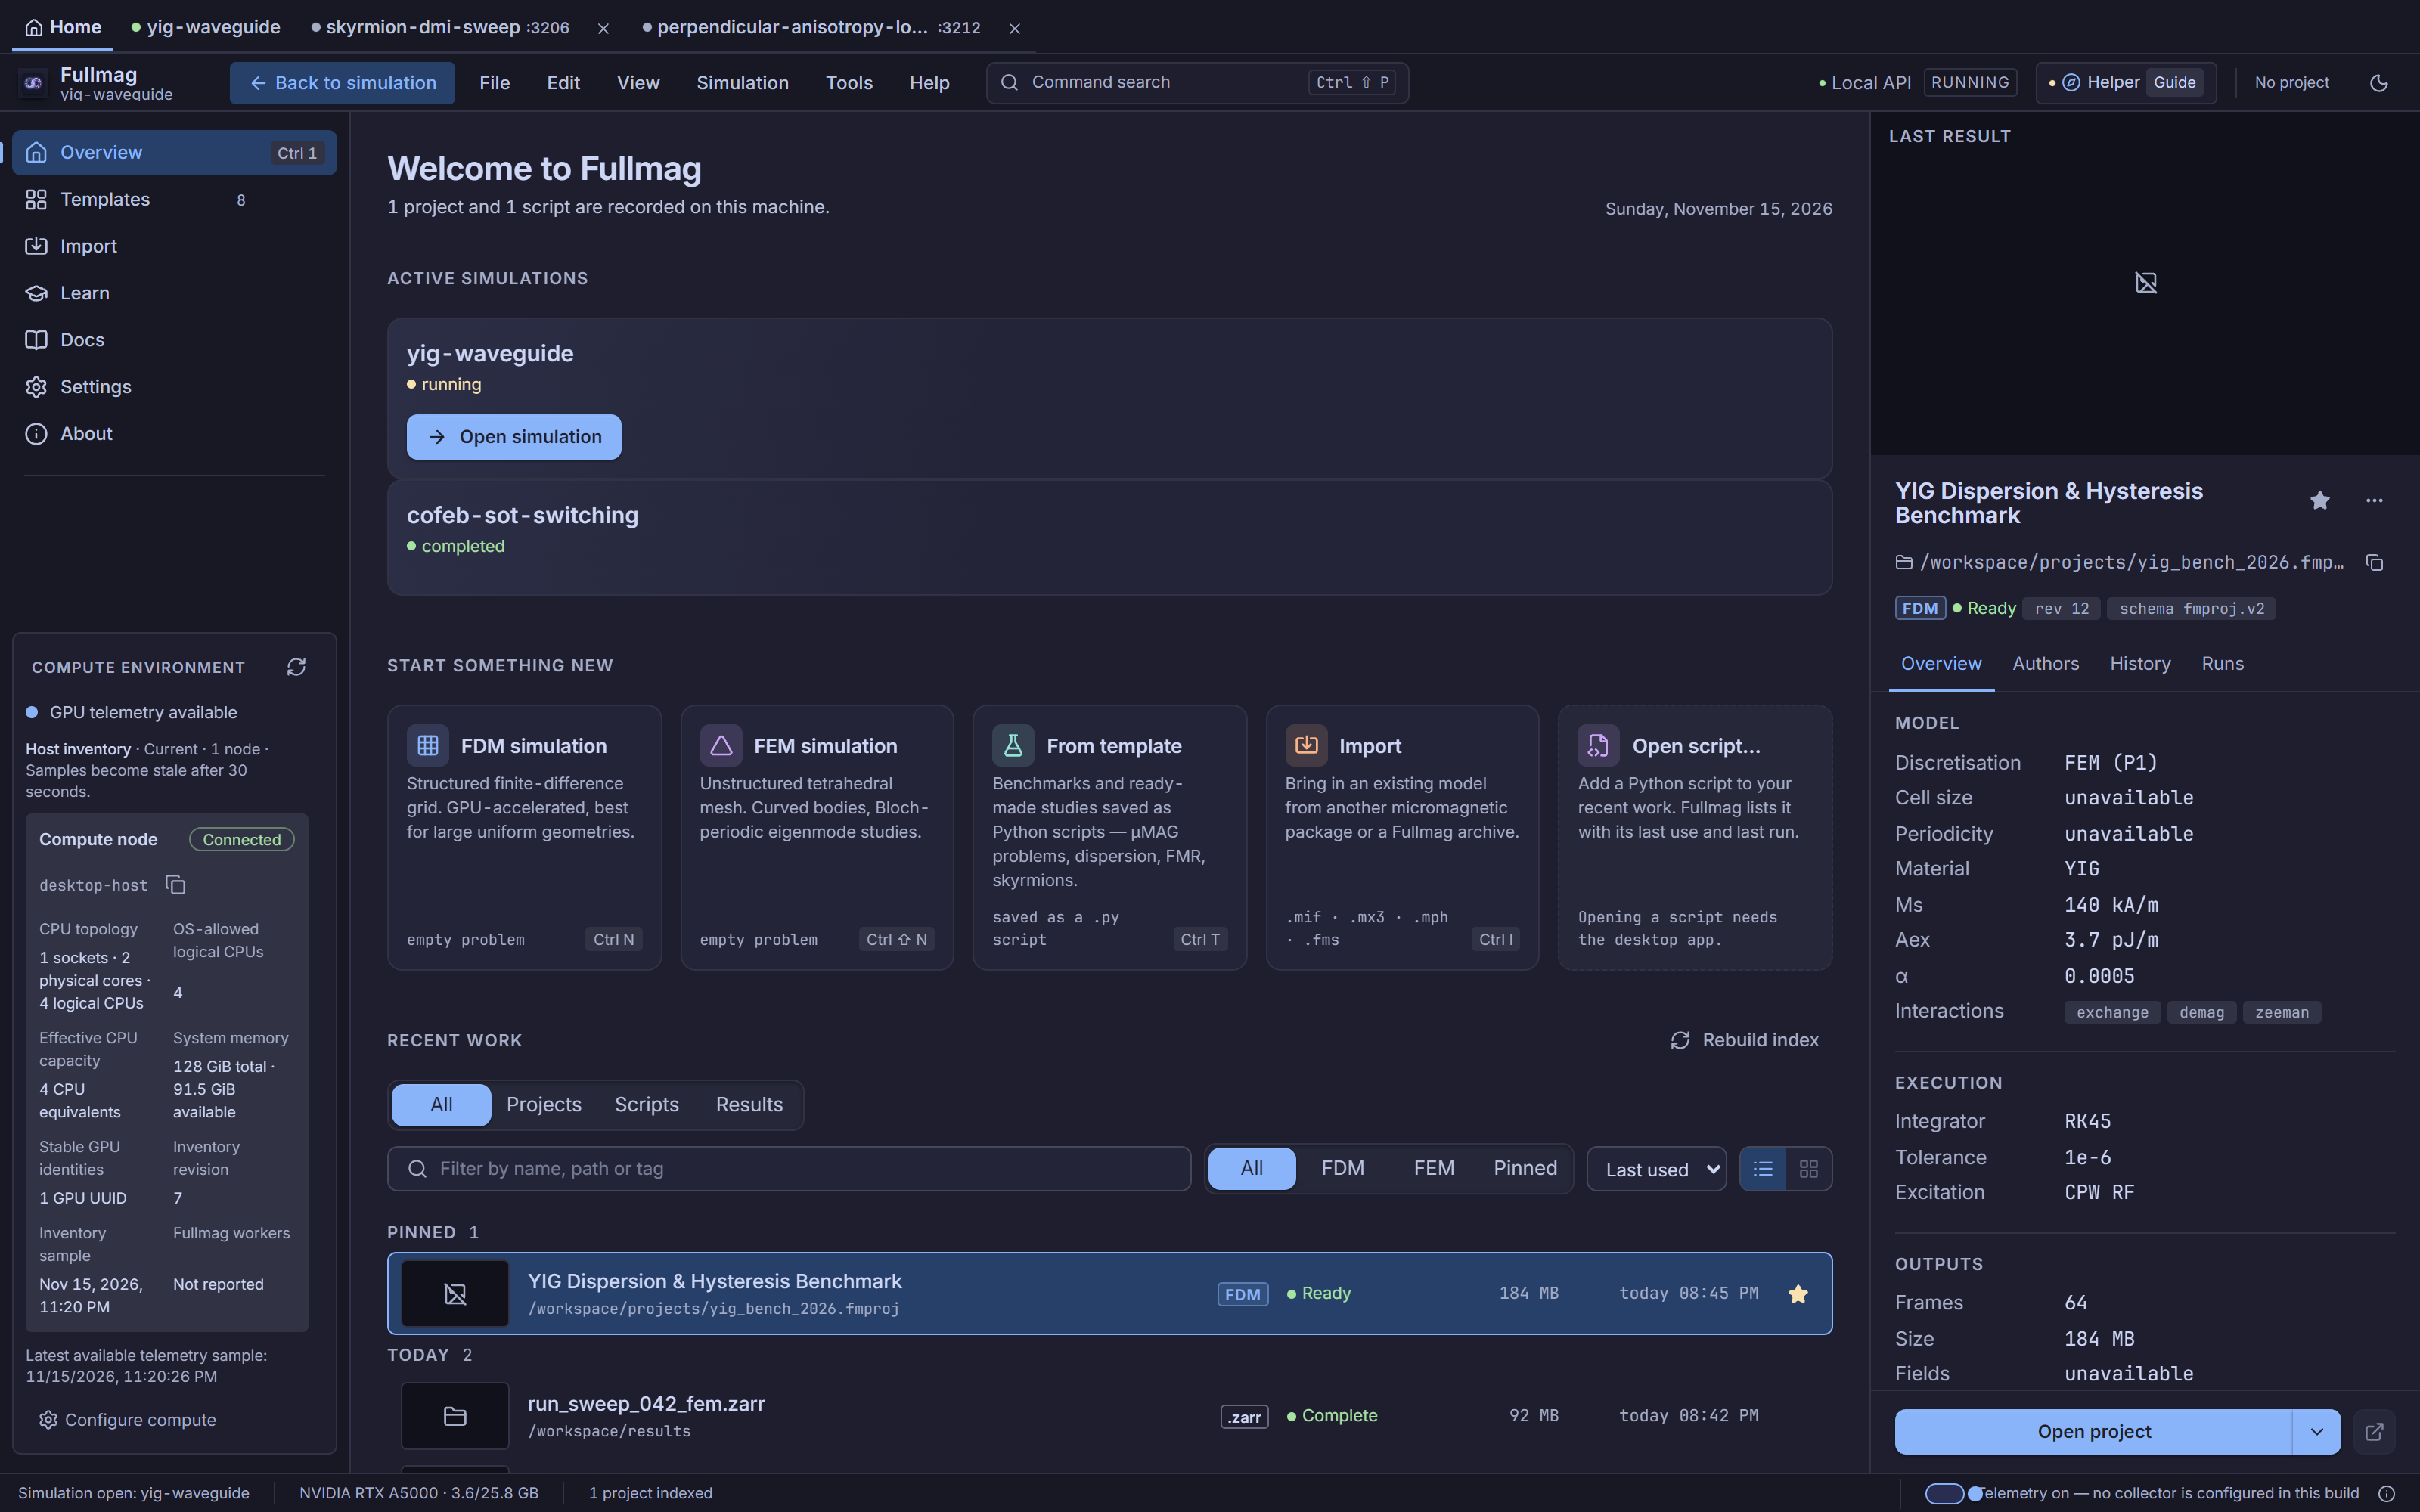 Home
yig-waveguide
skyrmion-dmi-sweep :3206
perpendicular-anisotropy-lo... :3212
Fullmag
yig-waveguide
Back to simulation
File
Edit
View
Simulation
Tools
Help
Command search
Ctrl ⇧ P
Local API
RUNNING
Helper
Guide
No project
Overview
Ctrl 1
Templates
8
Import
Learn
Docs
Settings
About
COMPUTE ENVIRONMENT
GPU telemetry available
Host inventory · Current · 1 node ·
Samples become stale after 30
seconds.
Compute node
Connected
desktop-host
CPU topology
1 sockets · 2
physical cores ·
4 logical CPUs
OS-allowed
logical CPUs
4
Effective CPU
capacity
4 CPU
equivalents
System memory
128 GiB total ·
91.5 GiB
available
Stable GPU
identities
1 GPU UUID
Inventory
revision
7
Inventory
sample
Nov 15, 2026,
11:20 PM
Fullmag workers
Not reported
Latest available telemetry sample:
11/15/2026, 11:20:26 PM
Configure compute
Welcome to Fullmag
1 project and 1 script are recorded on this machine.
Sunday, November 15, 2026
ACTIVE SIMULATIONS
yig-waveguide
running
Open simulation
cofeb-sot-switching
completed
START SOMETHING NEW
FDM simulation
Structured finite-difference
grid. GPU-accelerated, best
for large uniform geometries.
empty problem
Ctrl N
FEM simulation
Unstructured tetrahedral
mesh. Curved bodies, Bloch-
periodic eigenmode studies.
empty problem
Ctrl ⇧ N
From template
Benchmarks and ready-
made studies saved as
Python scripts — μMAG
problems, dispersion, FMR,
skyrmions.
saved as a .py
script
Ctrl T
Import
Bring in an existing model
from another micromagnetic
package or a Fullmag archive.
.mif · .mx3 · .mph
· .fms
Ctrl I
Open script...
Add a Python script to your
recent work. Fullmag lists it
with its last use and last run.
Opening a script needs
the desktop app.
RECENT WORK
Rebuild index
All
Projects
Scripts
Results
Filter by name, path or tag
All
FDM
FEM
Pinned
Last used
PINNED 1
YIG Dispersion & Hysteresis Benchmark
/workspace/projects/yig_bench_2026.fmproj
FDM
Ready
184 MB
today 08:45 PM
TODAY 2
run_sweep_042_fem.zarr
/workspace/results
.zarr
Complete
92 MB
today 08:42 PM
LAST RESULT
YIG Dispersion & Hysteresis
Benchmark
/workspace/projects/yig_bench_2026.fmp…
FDM
Ready
rev 12
schema fmproj.v2
Overview
Authors
History
Runs
MODEL
Discretisation FEM (P1)
Cell size unavailable
Periodicity unavailable
Material YIG
Ms 140 kA/m
Aex 3.7 pJ/m
α 0.0005
Interactions exchange demag zeeman
EXECUTION
Integrator RK45
Tolerance 1e-6
Excitation CPW RF
OUTPUTS
Frames 64
Size 184 MB
Fields unavailable
Open project
Simulation open: yig-waveguide
NVIDIA RTX A5000 · 3.6/25.8 GB
1 project indexed
Telemetry on — no collector is configured in this build